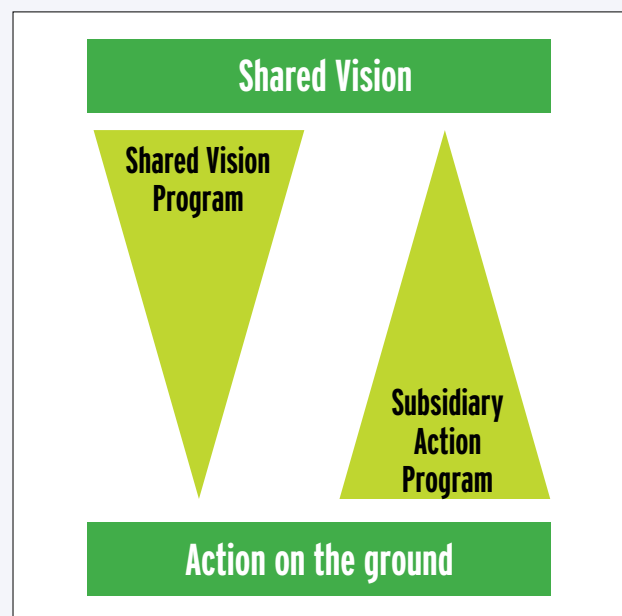 Shared Vision
Shared Vision
Program
Subsidiary
Action
Program
Action on the ground